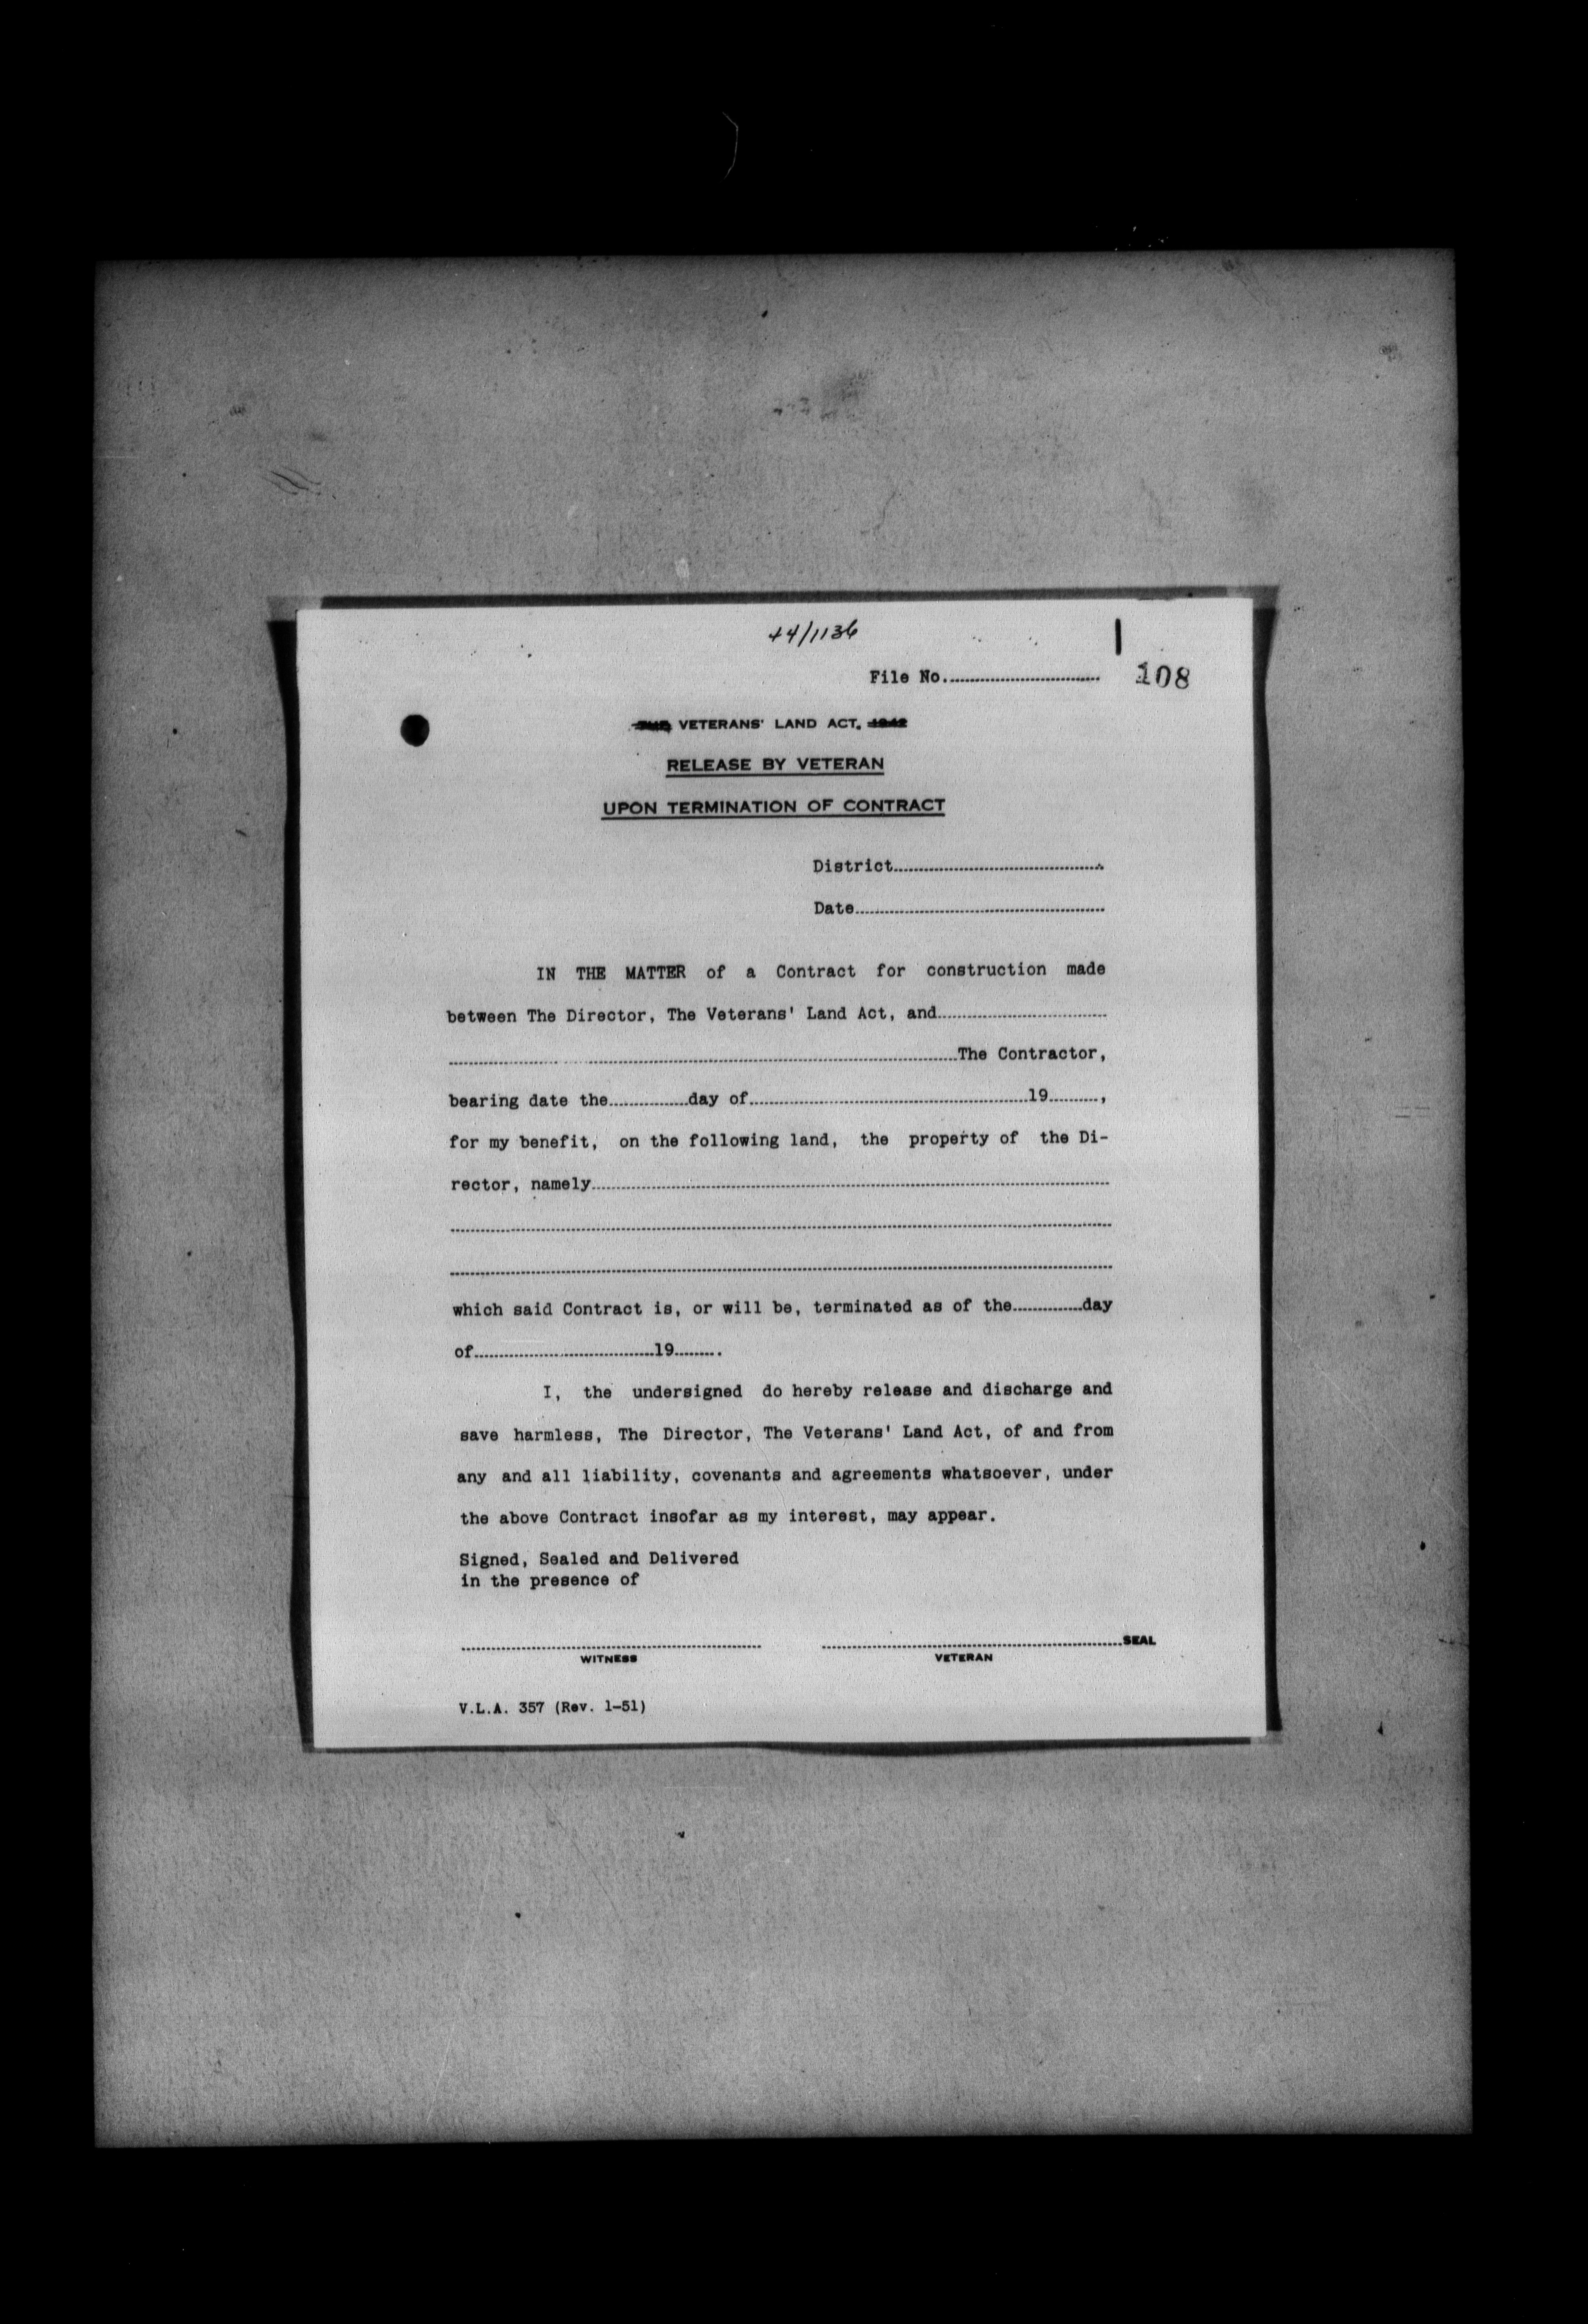 44/1136
File No..............................
108
THE VETERANS' LAND ACT, 1942
RELEASE BY VETERAN
UPON TERMINATION OF CONTRACT
District..........................................
Date..................................................
IN THE MATTER of a Contract for construction made
between The Director, The Veterans' Land Act, and..................................
......................................................................................................The Contractor,
bearing date the................day of........................................................19..........,
for my benefit, on the following land, the property of the Di-
rector, namely........................................................................................................
....................................................................................................................................
....................................................................................................................................
which said Contract is, or will be, terminated as of the..............day
of....................................19..........
I, the undersigned do hereby release and discharge and
save harmless, The Director, The Veterans' Land Act, of and from
any and all liability, covenants and agreements whatsoever, under
the above Contract insofar as my interest, may appear.
Signed, Sealed and Delivered
in the presence of
............................................................ ............................................................SEAL
WITNESS VETERAN
V.L.A. 357 (Rev. 1-51)